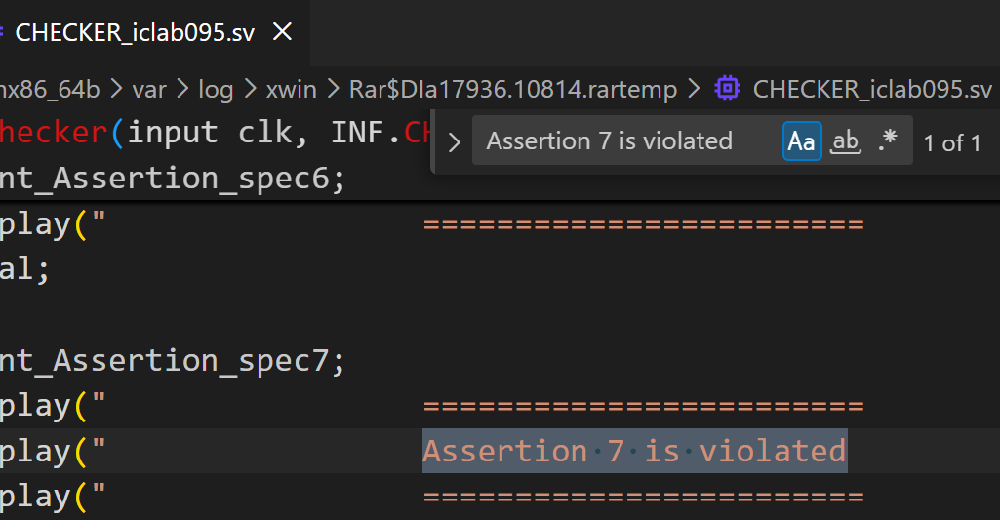 CHECKER_iclab095.sv
nx86_64b > var > log > xwin > Rar$DIa17936.10814.rartemp > CHECKER_iclab095.sv
hecker(input clk, INF.CH
Assertion 7 is violated Aa ab .* 1 of 1
nt_Assertion_spec6;
play(" ========================
al;
nt_Assertion_spec7;
play(" ========================
play(" Assertion·7·is·violated
play(" ========================